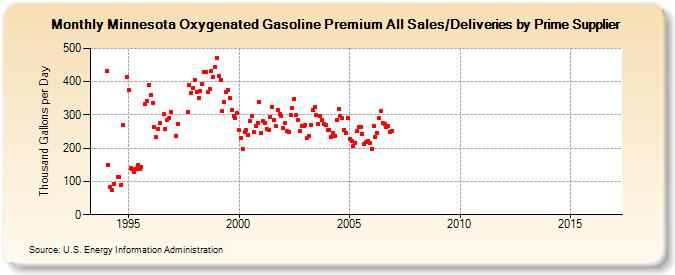 Monthly Minnesota Oxygenated Gasoline Premium All Sales/Deliveries by Prime Supplier
Thousand Gallons per Day
500
400
300
200
100
0
1995 2000 2005 2010 2015
Source: U.S. Energy Information Administration